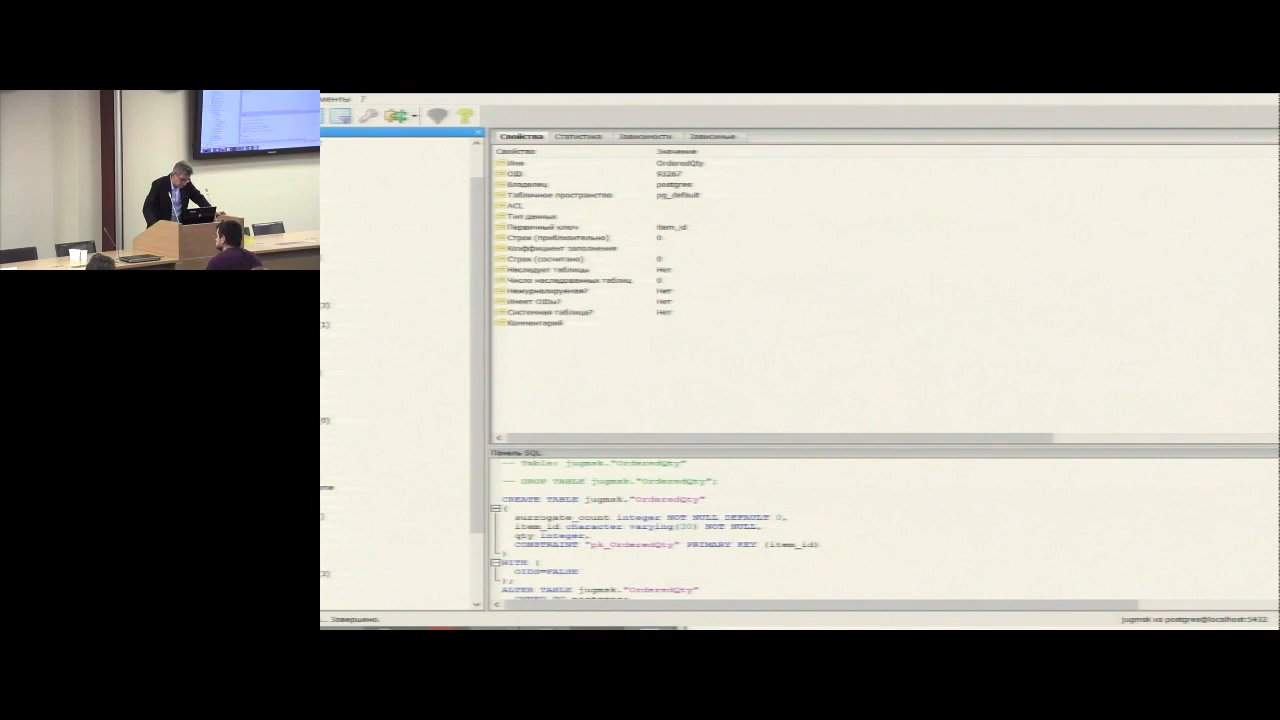 менты ?
Свойства Статистика Зависимости Зависимые
Свойство Значение
Имя OrderedQty
OID 93267
Владелец postgres
Табличное пространство pg_default
ACL
Тип данных
Первичный ключ item_id
Строк (приблизительно) 0
Коэффициент заполнения
Строк (сосчитано) 0
Наследует таблицы Нет
Число наследованных таблиц 0
Нежурналируемая? Нет
Имеет OIDы? Нет
Системная таблица? Нет
Комментарий
Панель SQL
-- Table: jugmsk."OrderedQty"
-- DROP TABLE jugmsk."OrderedQty";
CREATE TABLE jugmsk."OrderedQty"
(
surrogate_count integer NOT NULL DEFAULT 0,
item_id character varying(30) NOT NULL,
qty integer,
CONSTRAINT "pk_OrderedQty" PRIMARY KEY (item_id)
)
WITH (
OIDS=FALSE
);
ALTER TABLE jugmsk."OrderedQty"
... Завершено.
jugmsk из postgres@localhost:5432